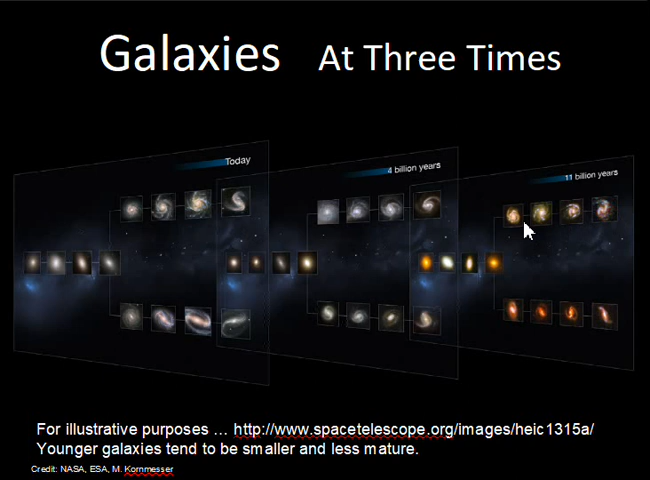 Galaxies At Three Times
Today
4 billion years
11 billion years
For illustrative purposes … http://www.spacetelescope.org/images/heic1315a/
Younger galaxies tend to be smaller and less mature.
Credit: NASA, ESA, M. Kornmesser